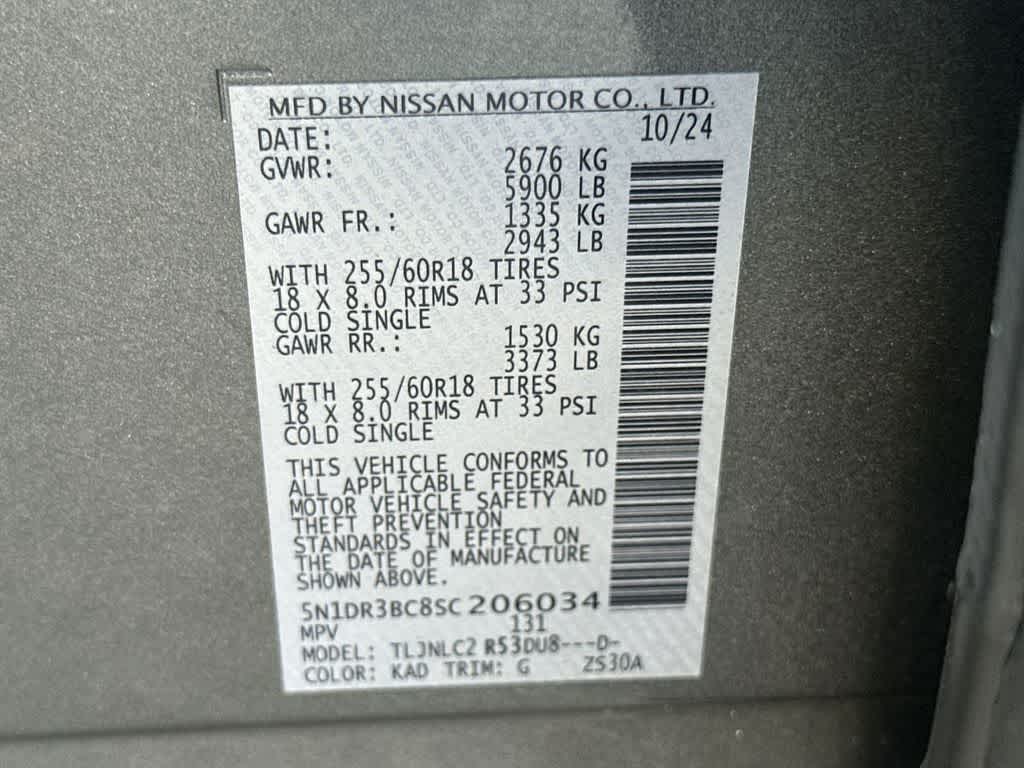 MFD BY NISSAN MOTOR CO., LTD.
DATE: 10/24
GVWR: 2676 KG
5900 LB
GAWR FR.: 1335 KG
2943 LB
WITH 255/60R18 TIRES
18 X 8.0 RIMS AT 33 PSI
COLD SINGLE
GAWR RR.: 1530 KG
3373 LB
WITH 255/60R18 TIRES
18 X 8.0 RIMS AT 33 PSI
COLD SINGLE
THIS VEHICLE CONFORMS TO
ALL APPLICABLE FEDERAL
MOTOR VEHICLE SAFETY AND
THEFT PREVENTION
STANDARDS IN EFFECT ON
THE DATE OF MANUFACTURE
SHOWN ABOVE.
5N1DR3BC8SC206034
MPV 131
MODEL: TLJNLC2 R53DU8---D-
COLOR: KAD TRIM: G ZS30A